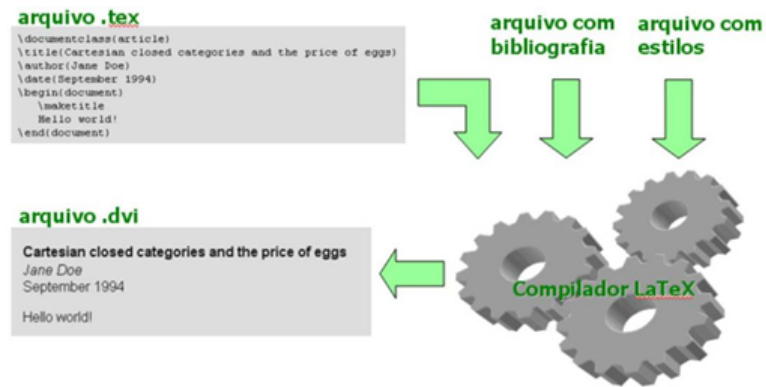 arquivo .tex
\documentclass(article)
\title(Cartesian closed categories and the price of eggs)
\author(Jane Doe)
\date(September 1994)
\begin(document)
\maketitle
Hello world!
\end(document)
arquivo com
bibliografia
arquivo com
estilos
arquivo .dvi
Cartesian closed categories and the price of eggs
Jane Doe
September 1994
Hello world!
Compilador LaTeX